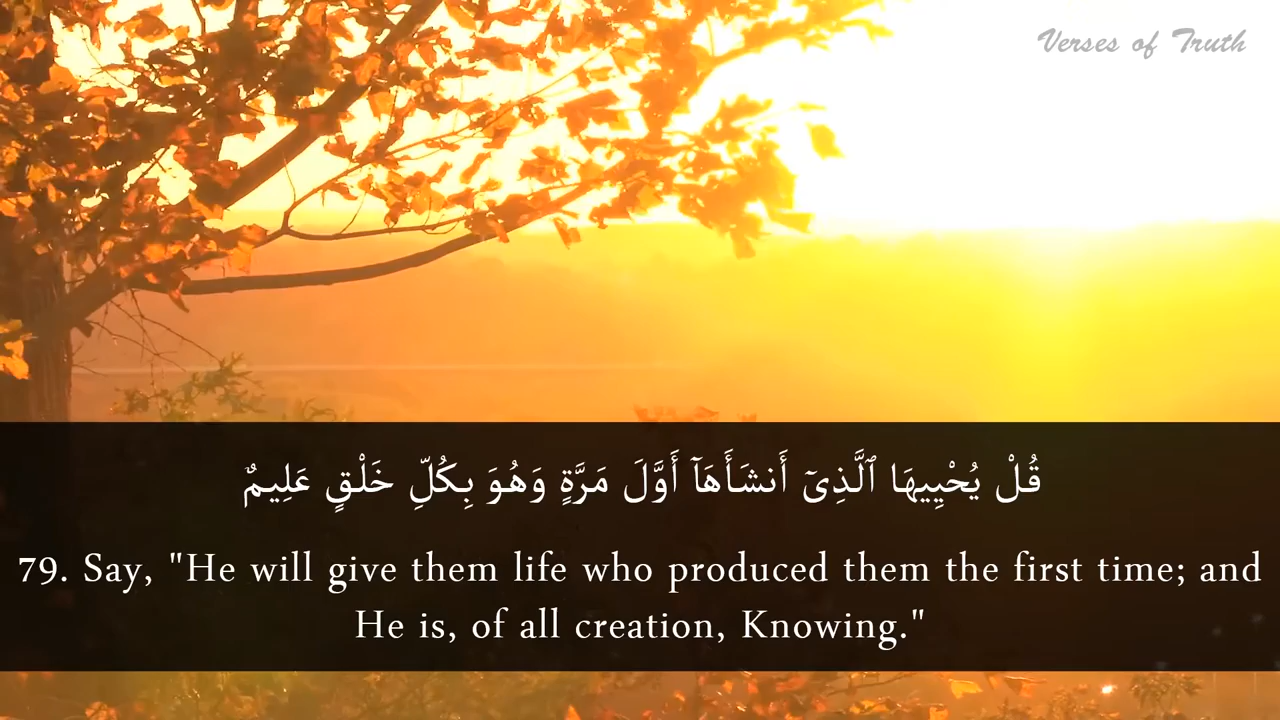 Verses of Truth
قُلْ يُحْيِيهَا ٱلَّذِىٓ أَنشَأَهَآ أَوَّلَ مَرَّةٍ وَهُوَ بِكُلِّ خَلْقٍ عَلِيمٌ
79. Say, "He will give them life who produced them the first time; and
He is, of all creation, Knowing."